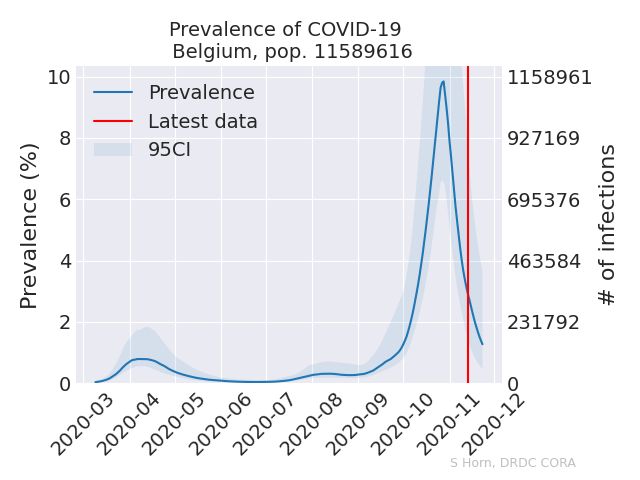 Prevalence of COVID-19
Belgium, pop. 11589616
Prevalence (%)
10
8
6
4
2
0
Prevalence
Latest data
95CI
1158961
927169
695376
463584
231792
0
# of infections
2020-03
2020-04
2020-05
2020-06
2020-07
2020-08
2020-09
2020-10
2020-11
2020-12
S Horn, DRDC CORA